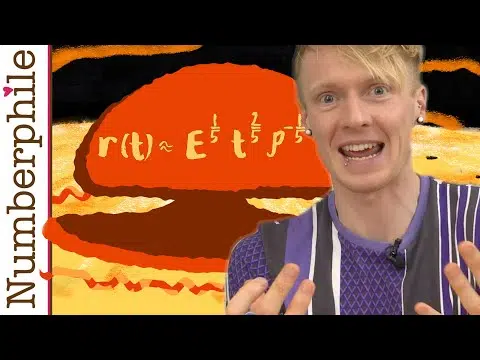 Numberphile
r(t) ≈ E^{1/5} t^{2/5} ρ^{-1/5}